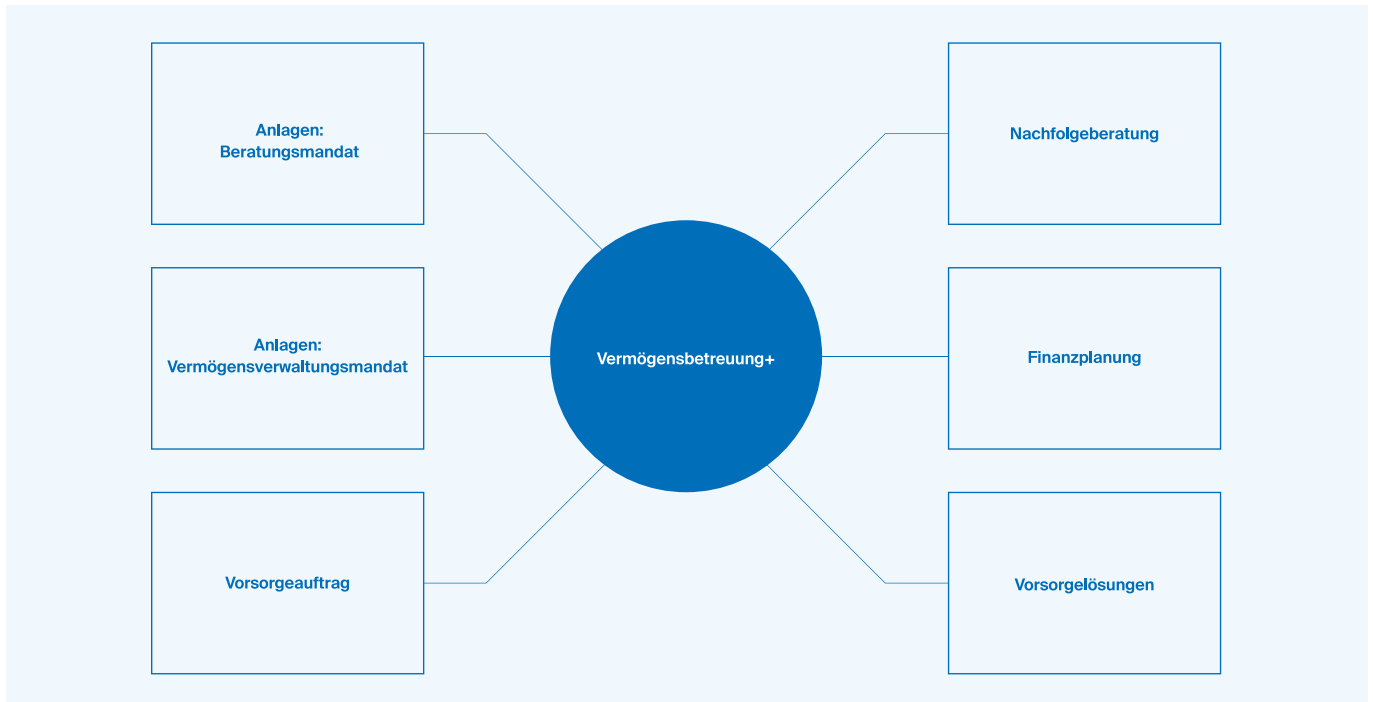 Anlagen:
Beratungsmandat
Anlagen:
Vermögensverwaltungsmandat
Vorsorgeauftrag
Vermögensbetreuung+
Nachfolgeberatung
Finanzplanung
Vorsorgelösungen